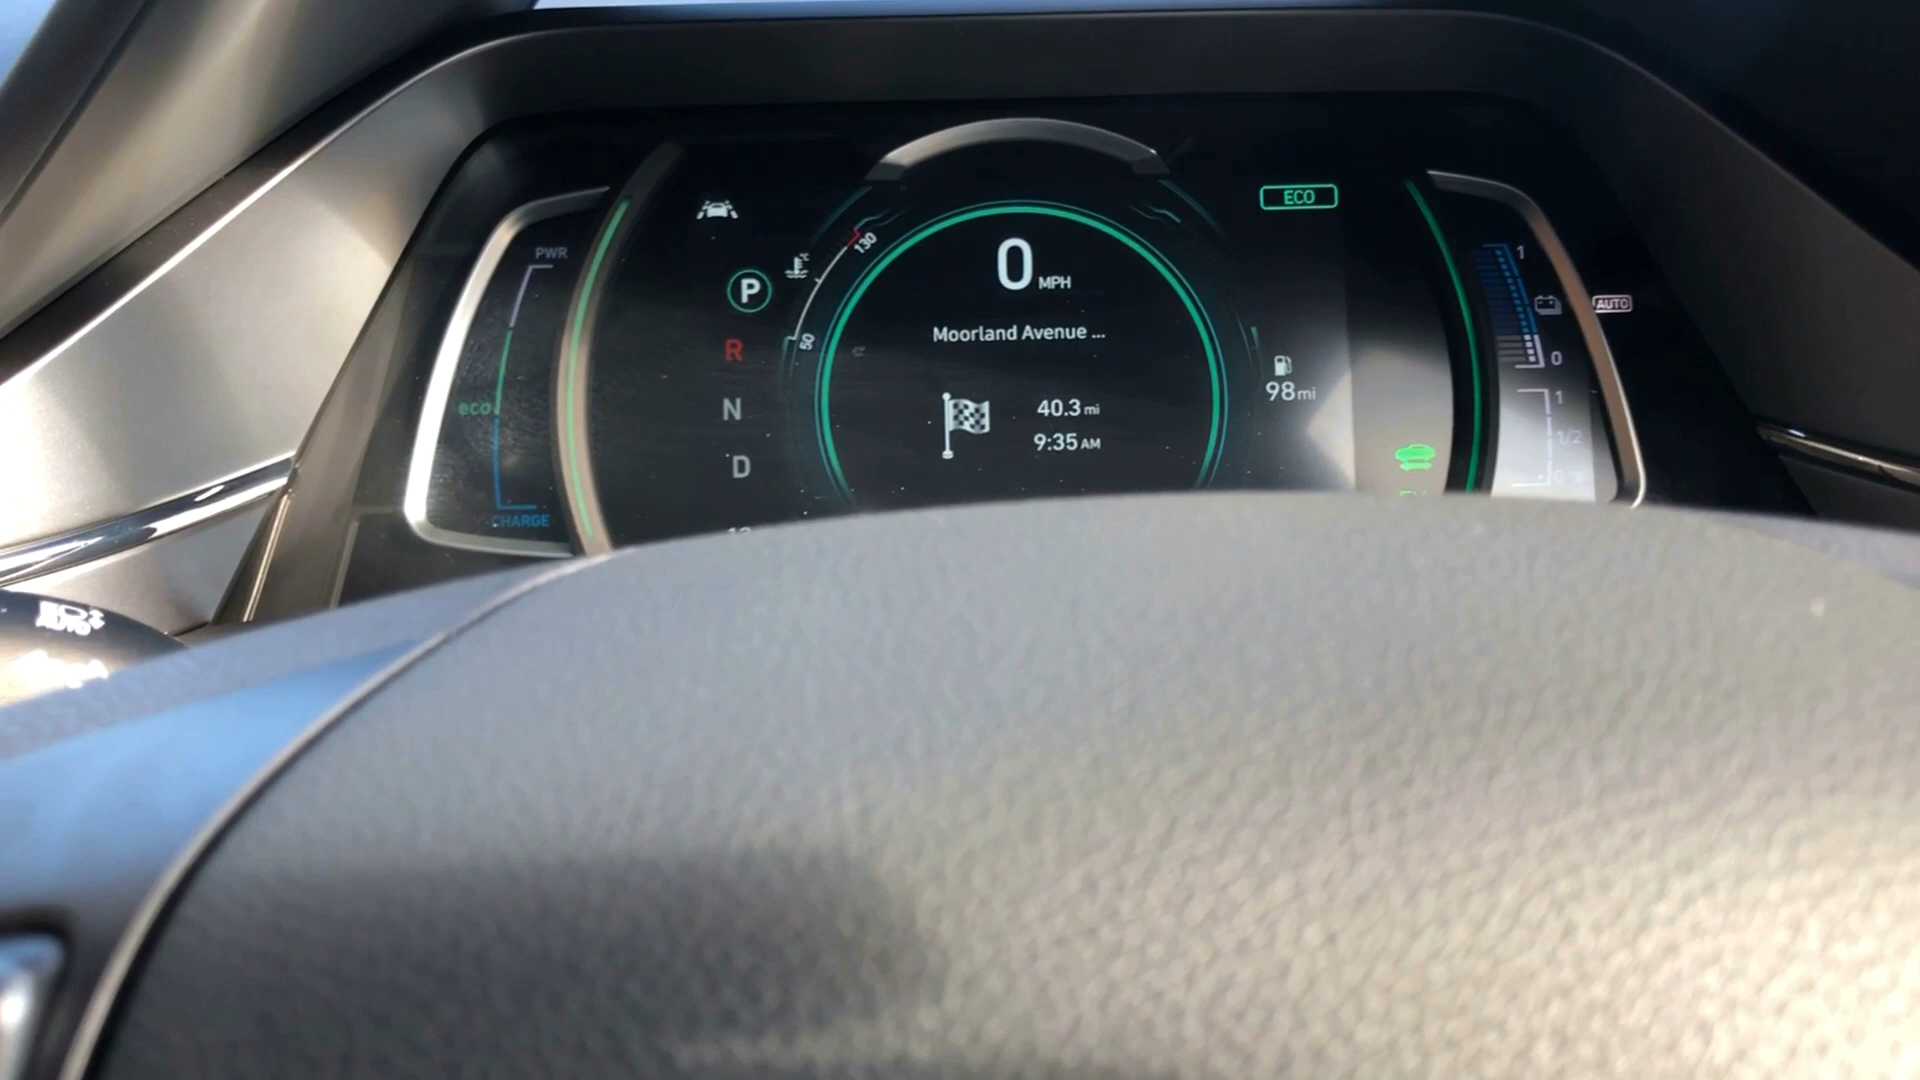 PWR
eco
CHARGE
P
R
N
D
130
50
0 MPH
Moorland Avenue ...
40.3 mi
9:35 AM
ECO
98 mi
1
0
1
1/2
AUTO